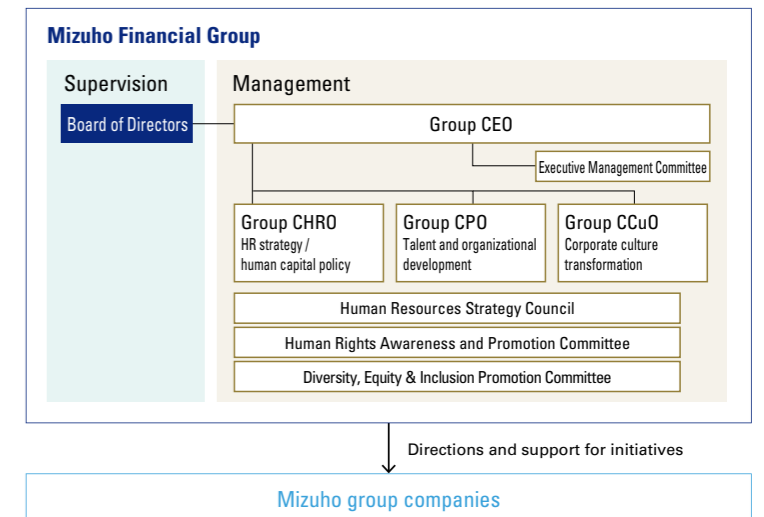 Mizuho Financial Group
Supervision
Management
Board of Directors
Group CEO
Executive Management Committee
Group CHRO
HR strategy /
human capital policy
Group CPO
Talent and organizational
development
Group CCuO
Corporate culture
transformation
Human Resources Strategy Council
Human Rights Awareness and Promotion Committee
Diversity, Equity & Inclusion Promotion Committee
Directions and support for initiatives
Mizuho group companies